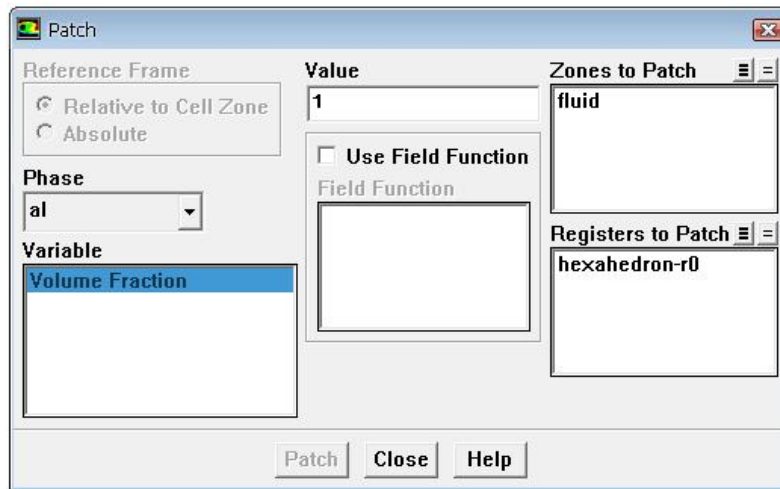 Patch
Reference Frame
Relative to Cell Zone
Absolute
Phase
al
Variable
Volume Fraction
Value
1
Use Field Function
Field Function
Zones to Patch
fluid
Registers to Patch
hexahedron-r0
Patch Close Help